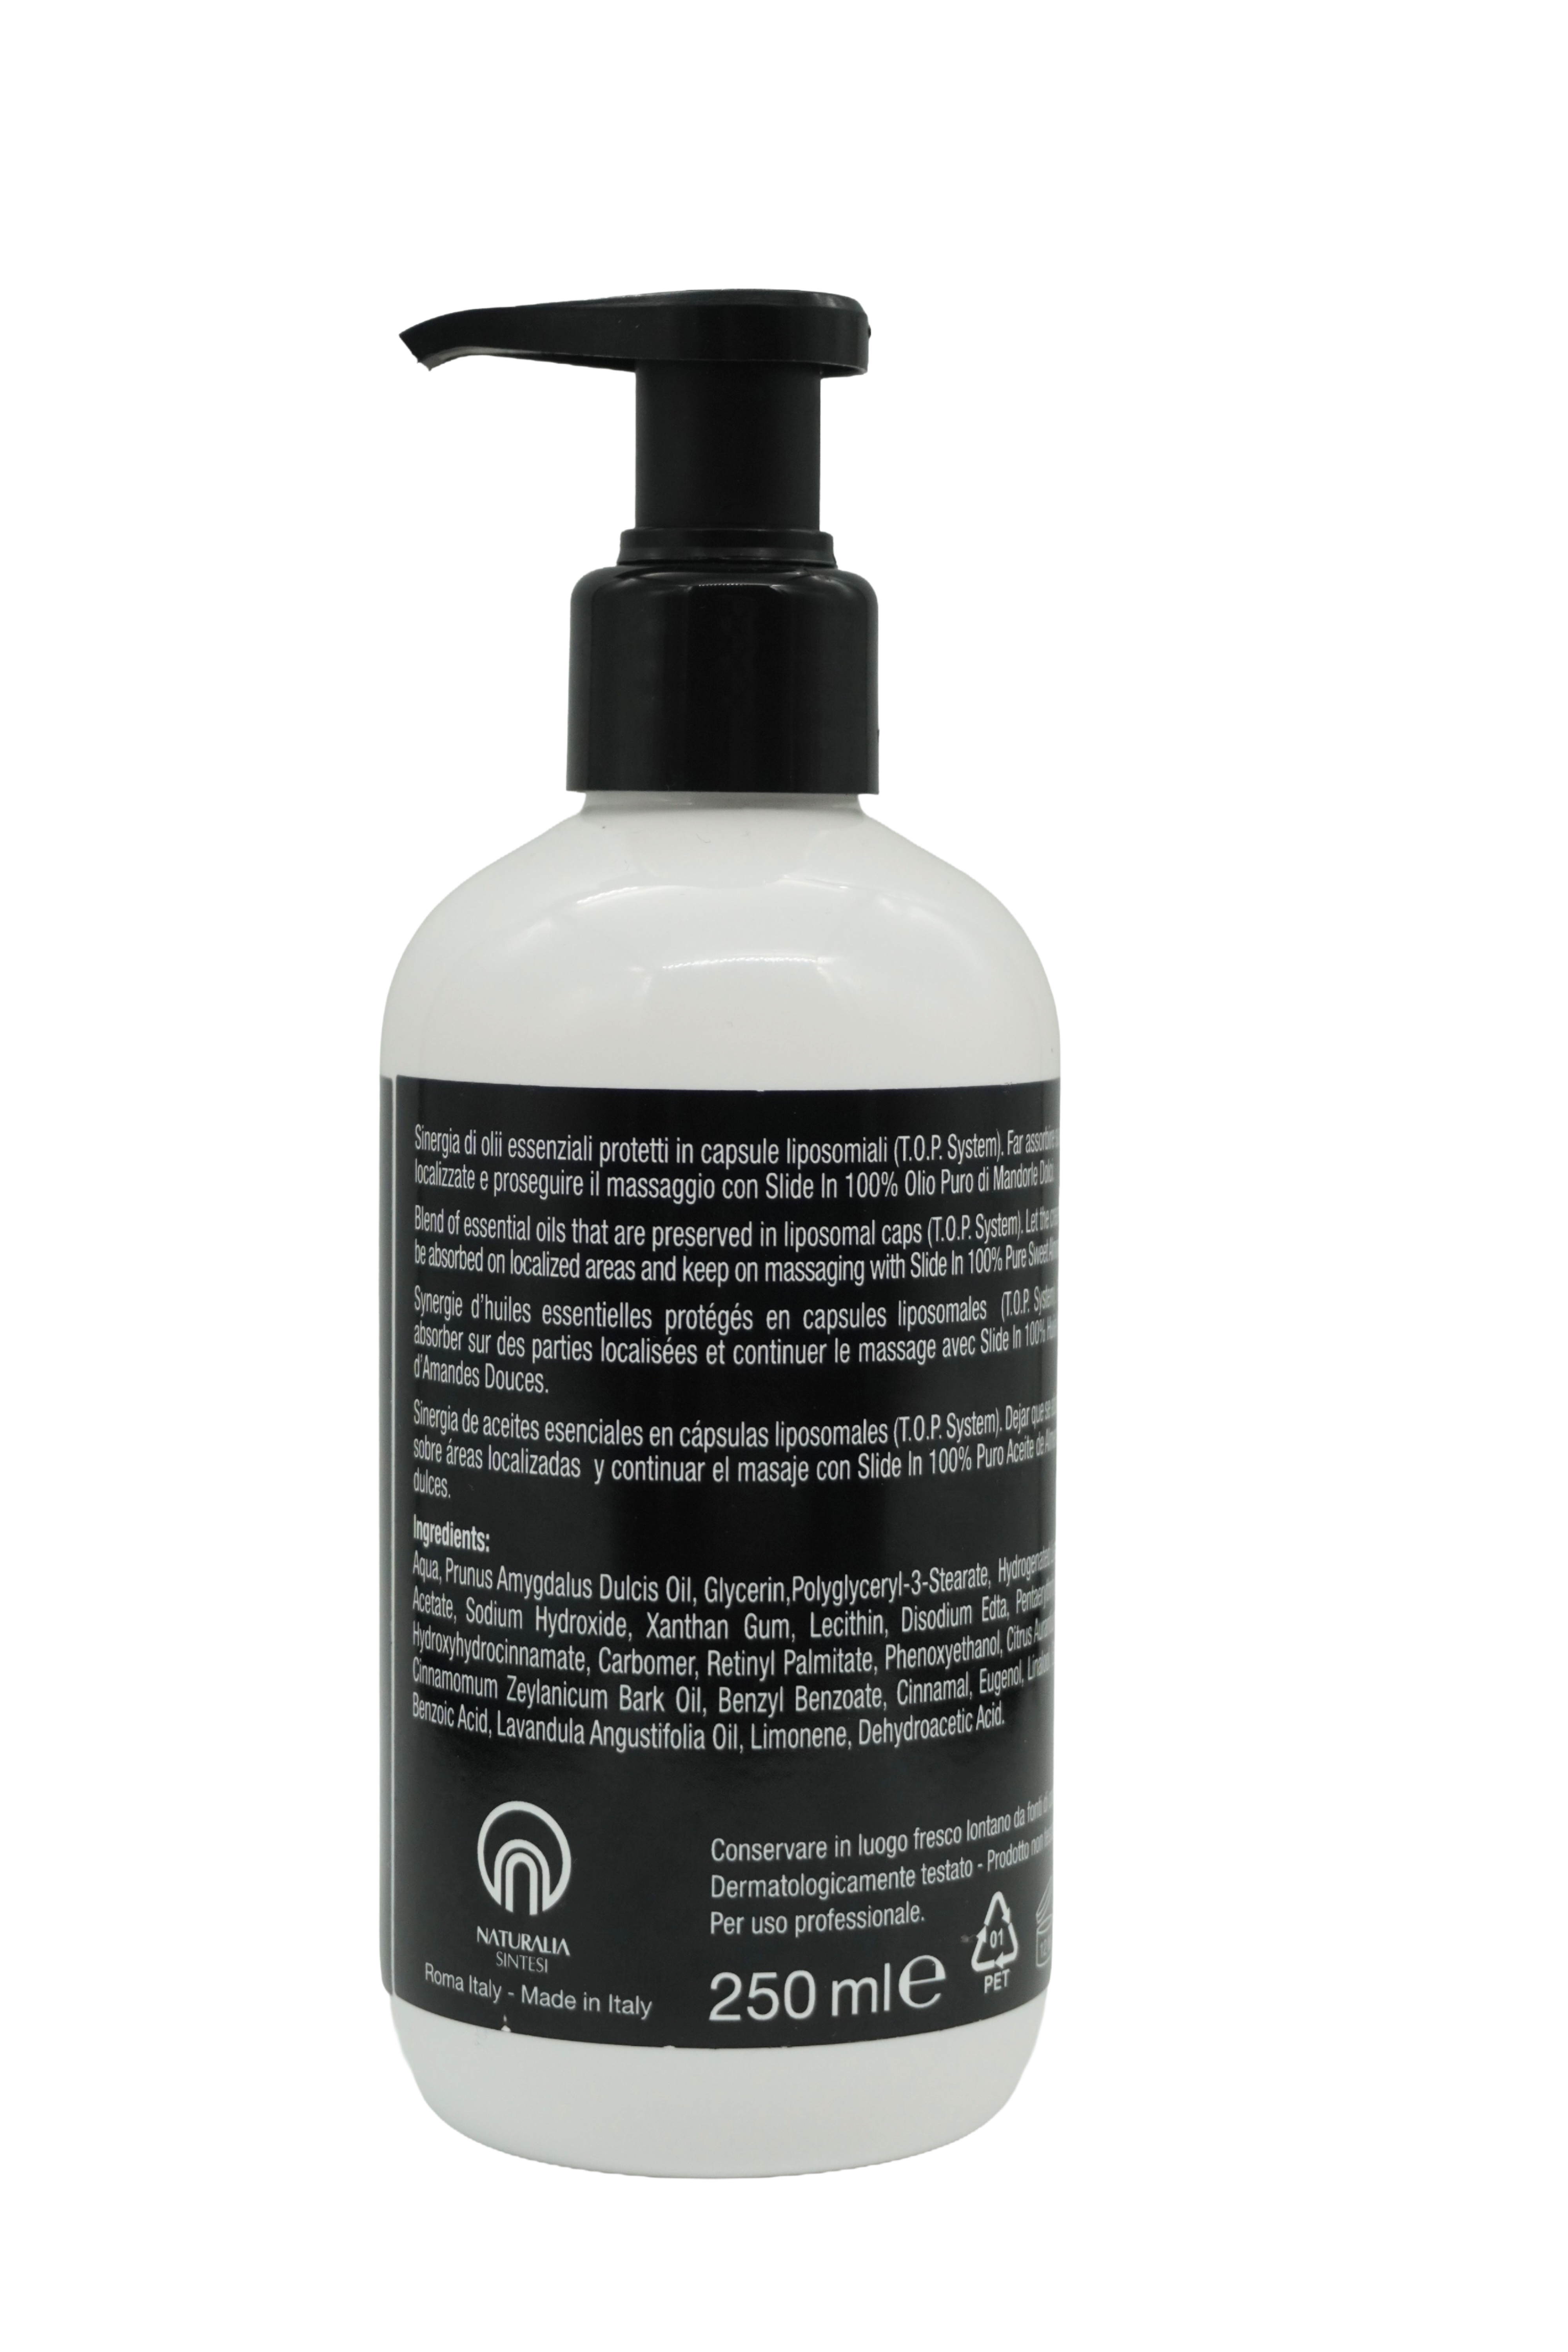 Sinergia di olii essenziali protetti in capsule liposomiali (T.O.P. System). Far assorbire
localizzate e proseguire il massaggio con Slide In 100% Olio Puro di Mandorle Dolci.
Blend of essential oils that are preserved in liposomal caps (T.O.P. System). Let the
be absorbed on localized areas and keep on massaging with Slide In 100% Pure Sweet
Synergie d'huiles essentielles protégés en capsules liposomales (T.O.P. System
absorber sur des parties localisées et continuer le massage avec Slide In 100%
d'Amandes Douces.
Sinergia de aceites esenciales en cápsulas liposomales (T.O.P. System). Dejar que se
sobre áreas localizadas y continuar el masaje con Slide In 100% Puro Aceite de
dulces.
Ingredients:
Aqua, Prunus Amygdalus Dulcis Oil, Glycerin,Polyglyceryl-3-Stearate, Hydrogenated
Acetate, Sodium Hydroxide, Xanthan Gum, Lecithin, Disodium Edta,
Hydroxyhydrocinnamate, Carbomer, Retinyl Palmitate, Phenoxyethanol, Citrus
Cinnamomum Zeylanicum Bark Oil, Benzyl Benzoate, Cinnamal, Eugenol,
Benzoic Acid, Lavandula Angustifolia Oil, Limonene, Dehydroacetic Acid.
Conservare in luogo fresco lontano da fonti di
Dermatologicamente testato - Prodotto non
Per uso professionale.
NATURALIA
SINTESI
Roma Italy - Made in Italy
250 ml e
01
PET